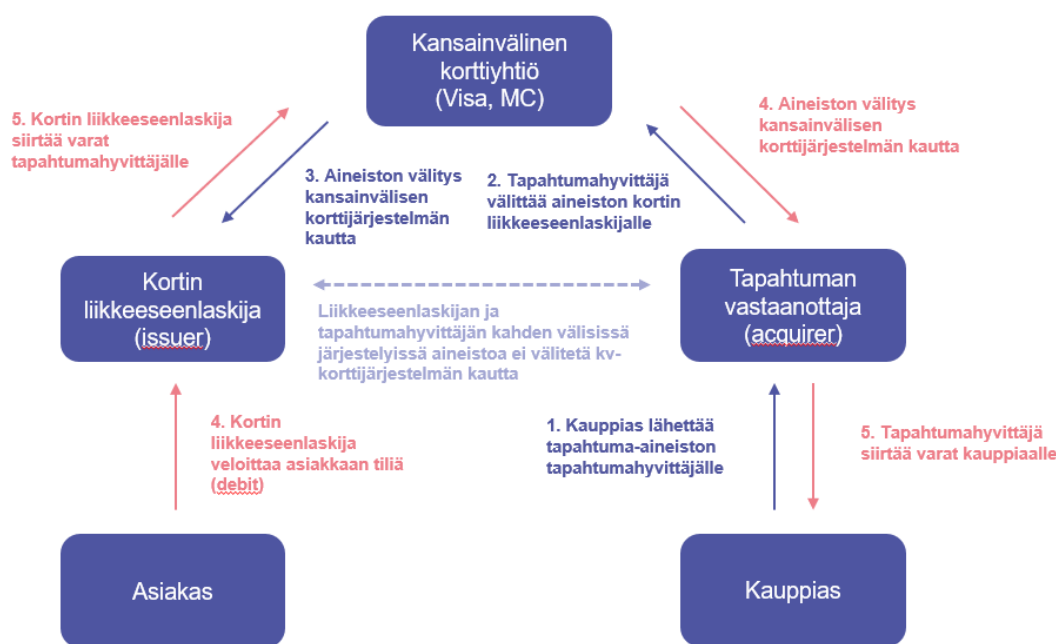 Kansainvälinen
korttiyhtiö
(Visa, MC)
5. Kortin liikkeeseenlaskija
siirtää varat
tapahtumahyvittäjälle
4. Aineiston välitys
kansainvälisen
korttijärjestelmän kautta
3. Aineiston välitys
kansainvälisen
korttijärjestelmän
kautta
2. Tapahtumahyvittäjä
välittää aineiston kortin
liikkeeseenlaskijalle
Kortin
liikkeeseenlaskija
(issuer)
Tapahtuman
vastaanottaja
(acquirer)
Liikkeeseenlaskijan ja
tapahtumahyvittäjän kahden välisissä
järjestelyissä aineistoa ei välitetä kv-
korttijärjestelmän kautta
4. Kortin
liikkeeseenlaskija
veloittaa asiakkaan tiliä
(debit)
1. Kauppias lähettää
tapahtuma-aineiston
tapahtumahyvittäjälle
5. Tapahtumahyvittäjä
siirtää varat kauppiaalle
Asiakas
Kauppias